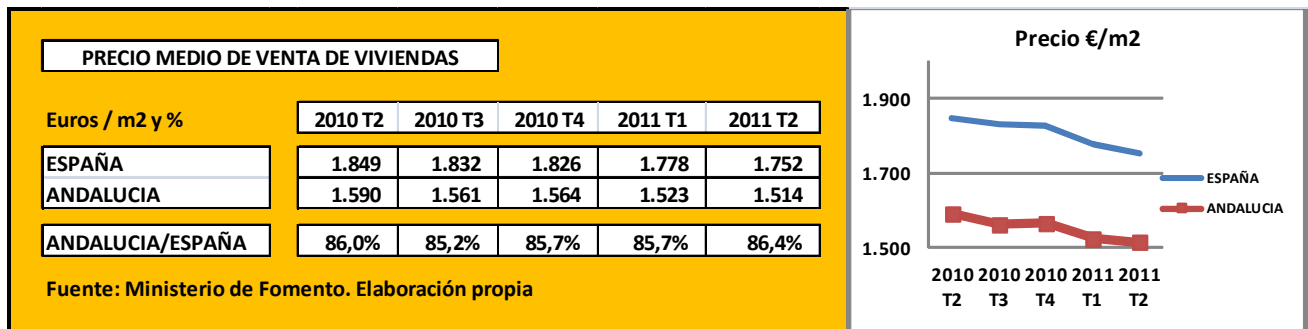 PRECIO MEDIO DE VENTA DE VIVIENDAS
Euros / m2 y % 2010 T2 2010 T3 2010 T4 2011 T1 2011 T2
ESPAÑA 1.849 1.832 1.826 1.778 1.752
ANDALUCIA 1.590 1.561 1.564 1.523 1.514
ANDALUCIA/ESPAÑA 86,0% 85,2% 85,7% 85,7% 86,4%
Fuente: Ministerio de Fomento. Elaboración propia
Precio €/m2
1.900
1.700
1.500
ESPAÑA
ANDALUCIA
2010 2010 2010 2011 2011
T2 T3 T4 T1 T2